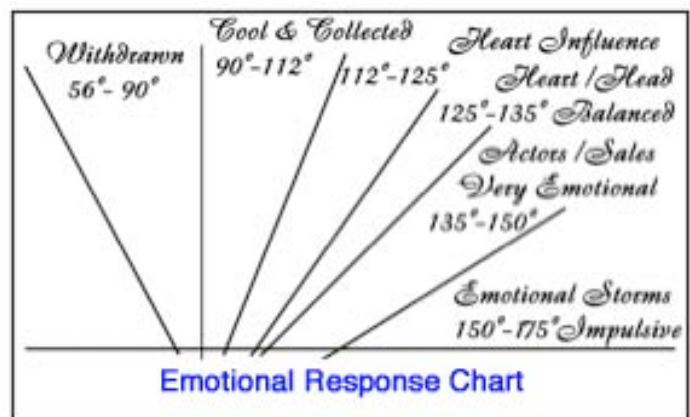 Withdrawn
56°- 90°
Cool & Collected
90°-112°
Heart Influence
112°-125°
Heart /Head
125°-135° Balanced
Actors /Sales
Very Emotional
135°-150°
Emotional Storms
150°-175° Impulsive
Emotional Response Chart